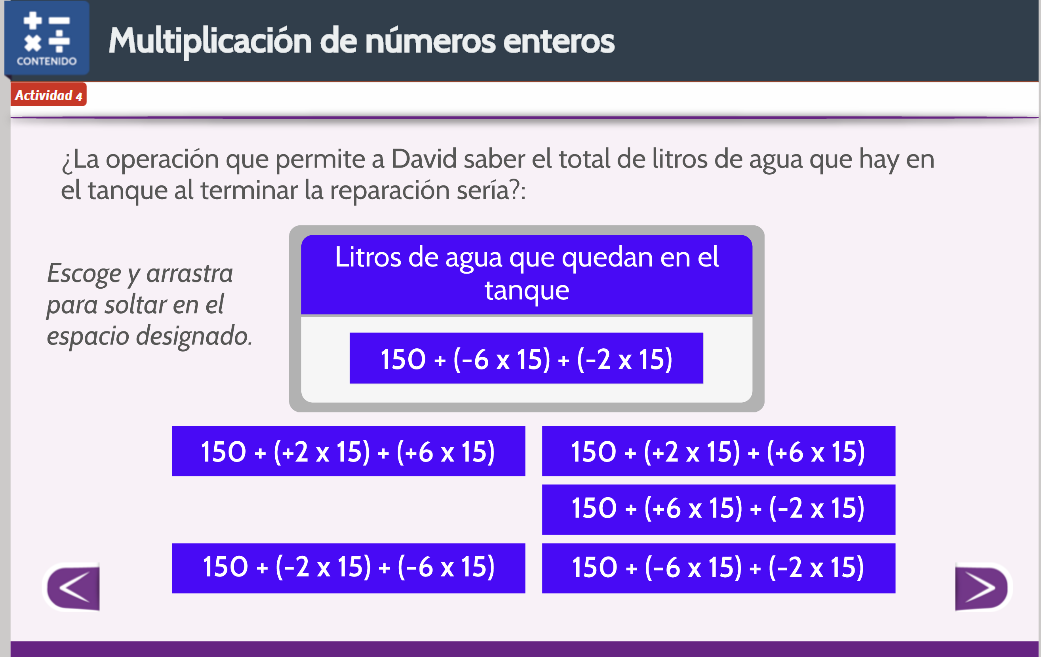 CONTENIDO
Multiplicación de números enteros
Actividad 4
¿La operación que permite a David saber el total de litros de agua que hay en
el tanque al terminar la reparación sería?:
Escoge y arrastra
para soltar en el
espacio designado.
Litros de agua que quedan en el
tanque
150 + (-6 x 15) + (-2 x 15)
150 + (+2 x 15) + (+6 x 15)
150 + (+2 x 15) + (+6 x 15)
150 + (+6 x 15) + (-2 x 15)
150 + (-2 x 15) + (-6 x 15)
150 + (-6 x 15) + (-2 x 15)